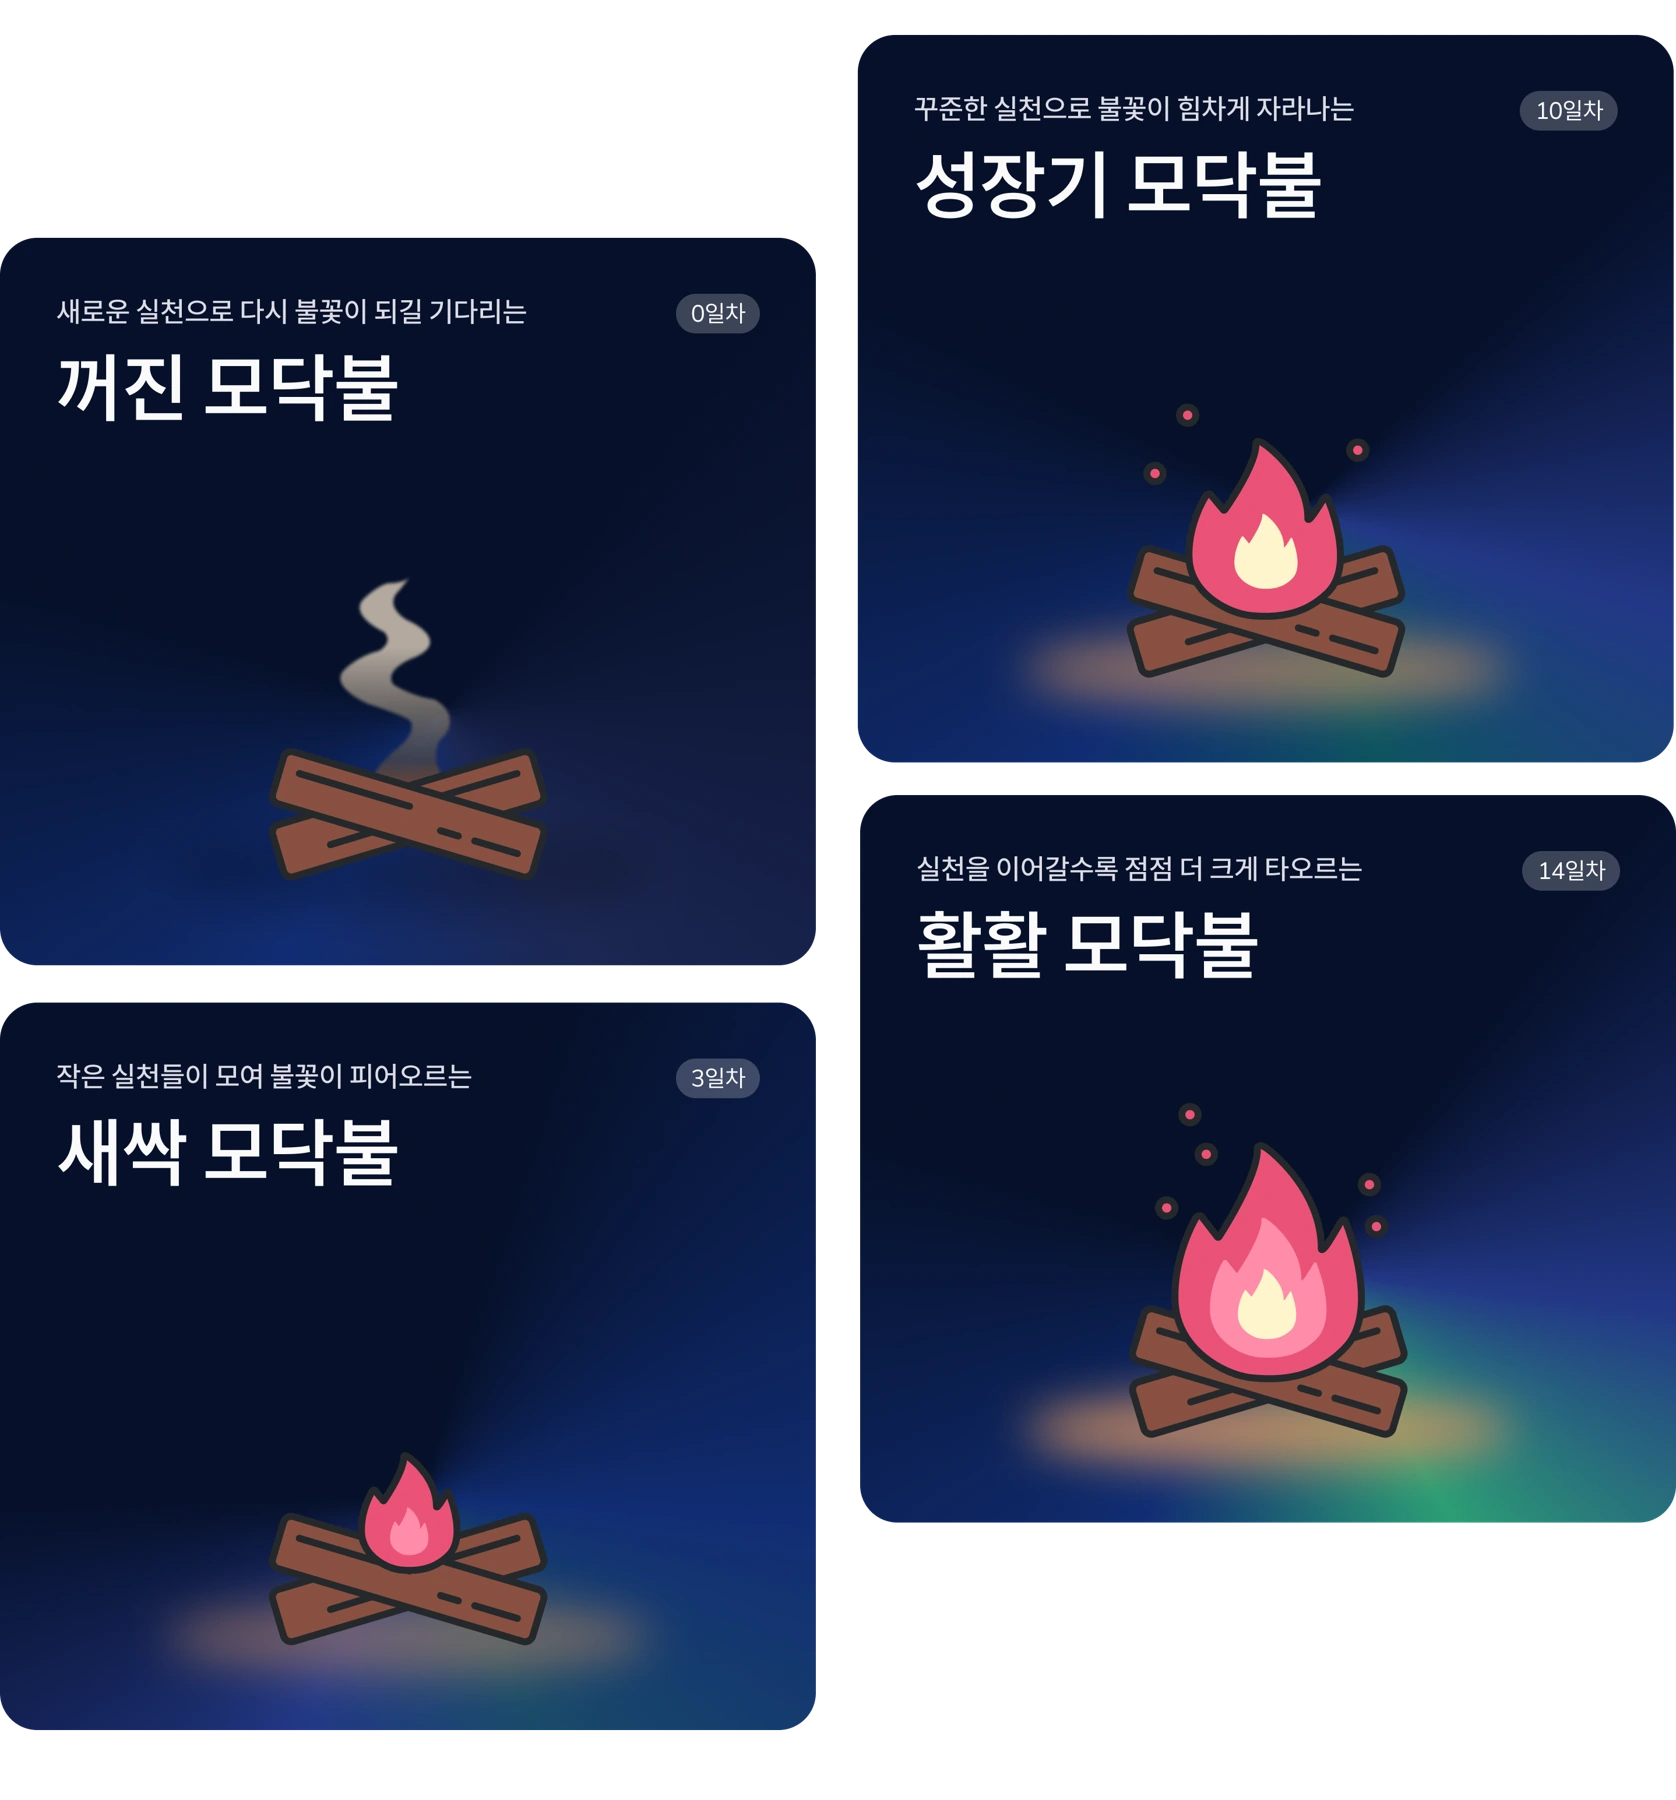 새로운 실천으로 다시 불꽃이 되길 기다리는
0일차
꺼진 모닥불
작은 실천들이 모여 불꽃이 피어오르는
3일차
새싹 모닥불
꾸준한 실천으로 불꽃이 힘차게 자라나는
10일차
성장기 모닥불
실천을 이어갈수록 점점 더 크게 타오르는
14일차
활활 모닥불